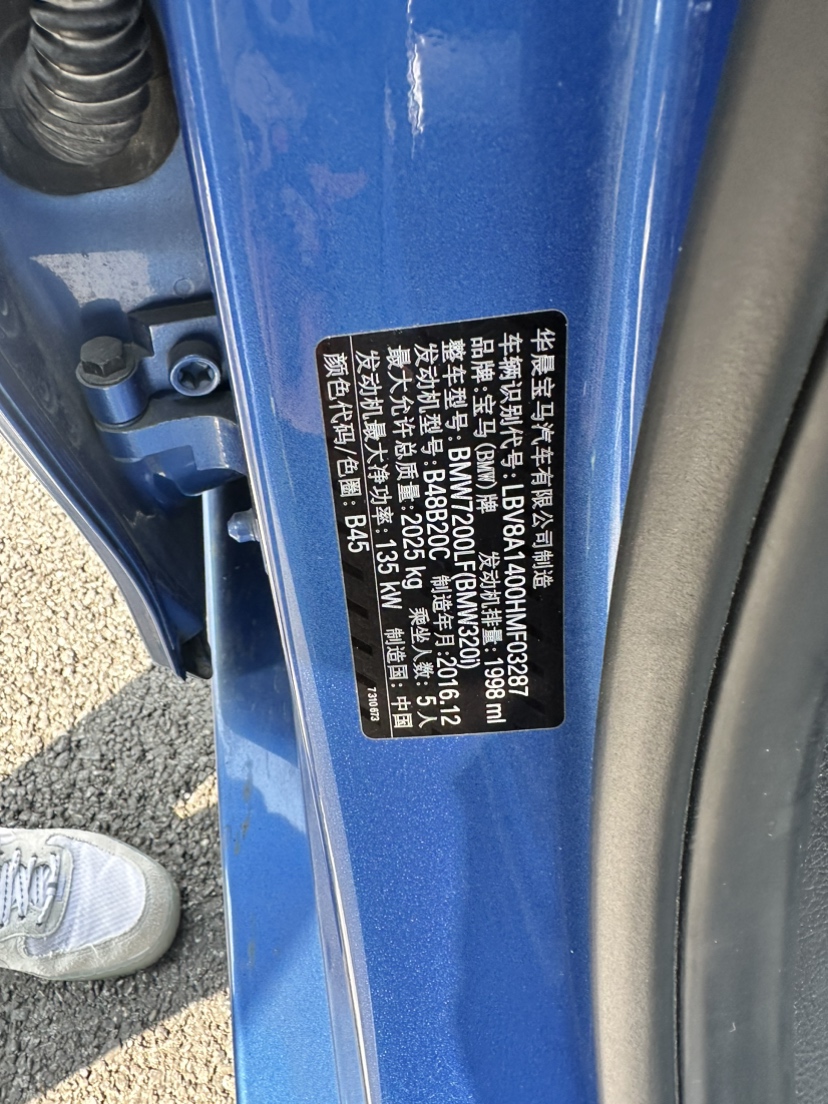 华晨宝马汽车有限公司制造
车辆识别代号:LBV8A1400HMF03287
品牌:宝马(BMW)牌 发动机排量:1998 ml
整车型号:BMW7200LF(BMW320i)
发动机型号:B48B20C 制造年月:2016.12
最大允许总质量:2025 kg 乘坐人数:5人
发动机最大净功率:135 kW 制造国:中国
颜色代码/色圈:B45 7310673